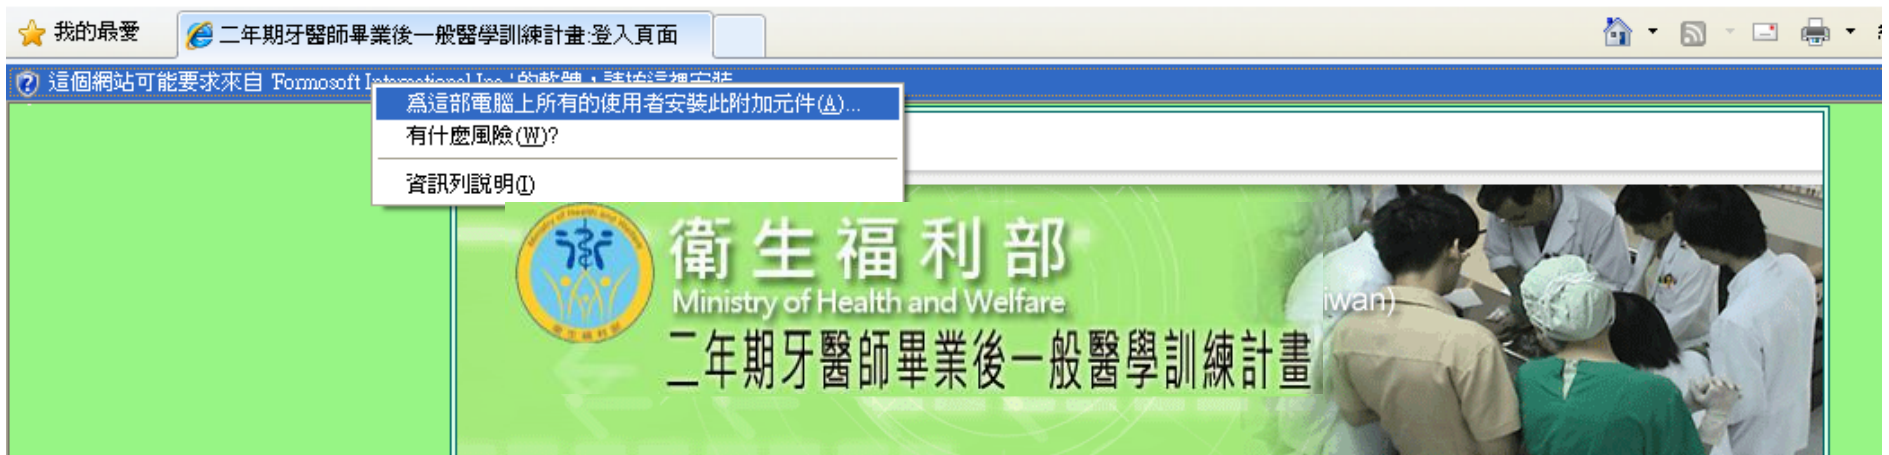 我的最愛
二年期牙醫師畢業後一般醫學訓練計畫:登入頁面
這個網站可能要求來自 'Formosoft International Inc.' 的軟體，請按這裡安裝
為這部電腦上所有的使用者安裝此附加元件(A)...
有什麼風險(W)?
資訊列說明(I)
衛生福利部
Ministry of Health and Welfare
iwan)
二年期牙醫師畢業後一般醫學訓練計畫